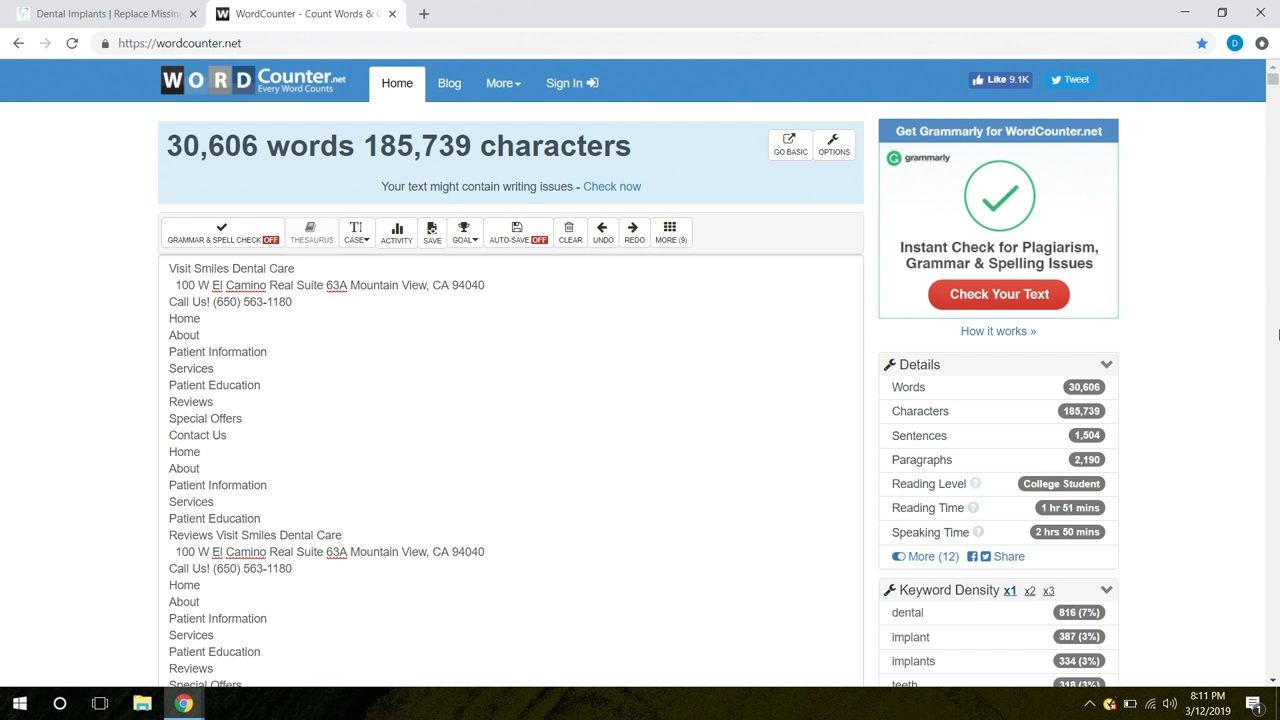 Dental Implants | Replace Missin
WordCounter - Count Words & C
https://wordcounter.net
D
WORD Counter.net
Every Word Counts
Home
Blog
More
Sign In
Like 9.1K
Tweet
30,606 words 185,739 characters
GO BASIC
OPTIONS
Your text might contain writing issues - Check now
GRAMMAR & SPELL CHECK OFF
THESAURUS
CASE
ACTIVITY
SAVE
GOAL
AUTO-SAVE OFF
CLEAR
UNDO
REDO
MORE (9)
Visit Smiles Dental Care
100 W El Camino Real Suite 63A Mountain View, CA 94040
Call Us! (650) 563-1180
Home
About
Patient Information
Services
Patient Education
Reviews
Special Offers
Contact Us
Home
About
Patient Information
Services
Patient Education
Reviews Visit Smiles Dental Care
100 W El Camino Real Suite 63A Mountain View, CA 94040
Call Us! (650) 563-1180
Home
About
Patient Information
Services
Patient Education
Reviews
Special Offers
Get Grammarly for WordCounter.net
grammarly
Instant Check for Plagiarism,
Grammar & Spelling Issues
Check Your Text
How it works »
Details
Words 30,606
Characters 185,739
Sentences 1,504
Paragraphs 2,190
Reading Level College Student
Reading Time 1 hr 51 mins
Speaking Time 2 hrs 50 mins
More (12) Share
Keyword Density x1 x2 x3
dental 816 (7%)
implant 387 (3%)
implants 334 (3%)
teeth 318 (3%)
8:11 PM
3/12/2019
1